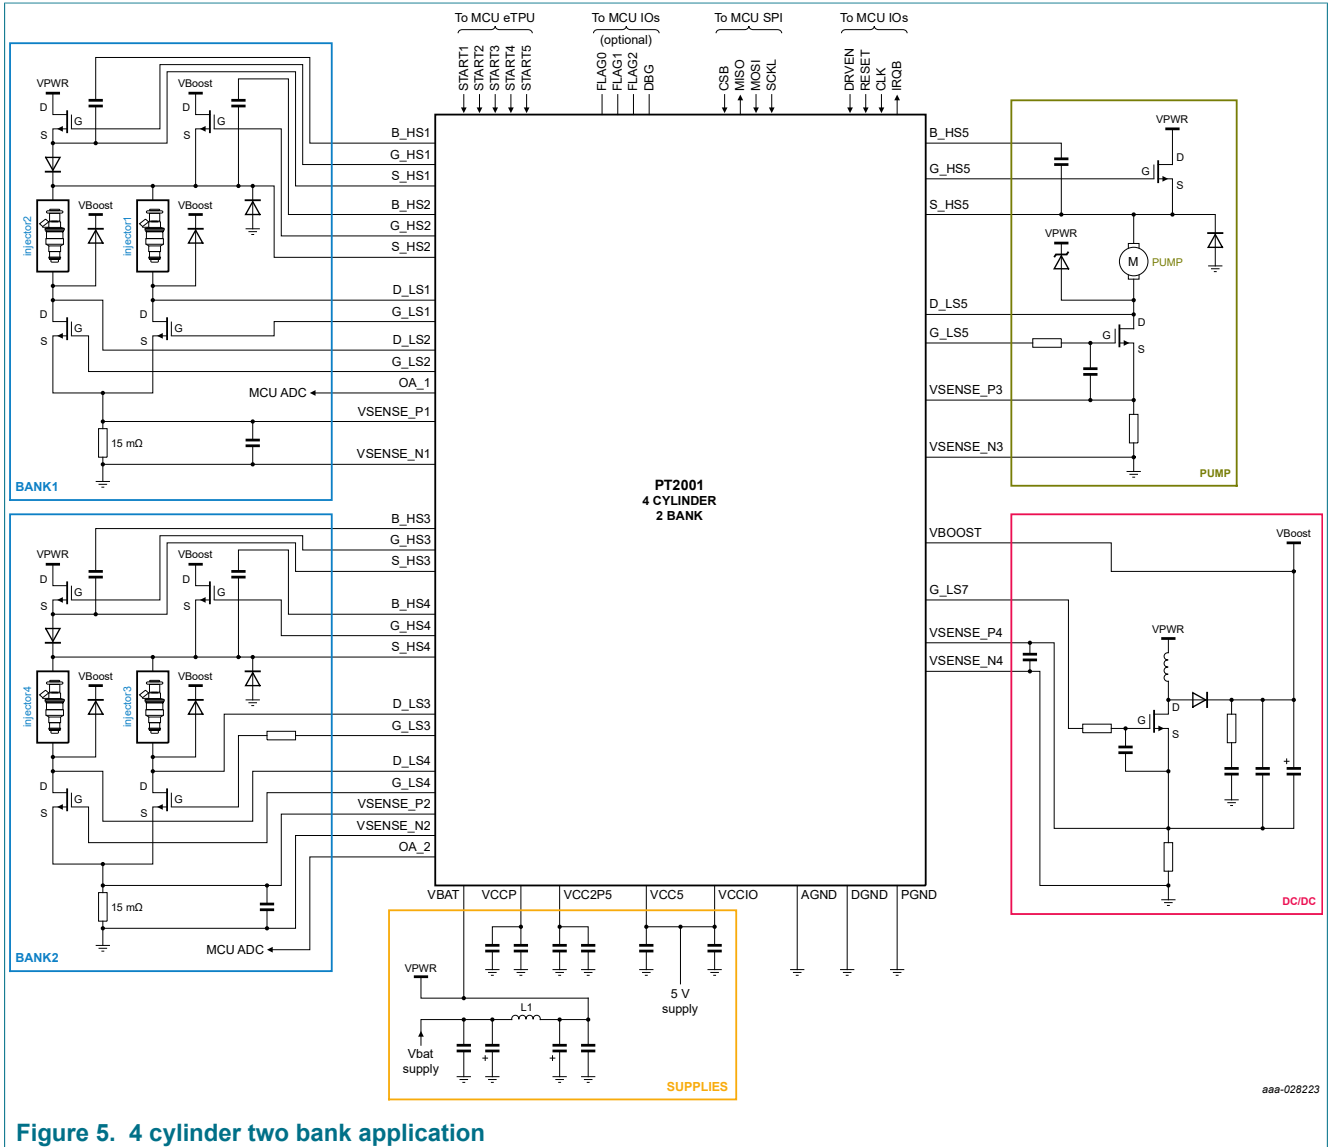 To MCU eTPU
To MCU IOs
(optional)
To MCU SPI
To MCU IOs
START1
START2
START3
START4
START5
FLAG0
FLAG1
FLAG2
DBG
CSB
MISO
MOSI
SCKL
DRVEN
RESET
CLK
IRQB
VPWR
D
G
S
VBoost
D
G
S
injector2
VBoost
injector1
VBoost
D
G
S
D
G
S
15 mΩ
MCU ADC
BANK1
B_HS1
G_HS1
S_HS1
B_HS2
G_HS2
S_HS2
D_LS1
G_LS1
D_LS2
G_LS2
OA_1
VSENSE_P1
VSENSE_N1
VPWR
D
G
S
VBoost
D
G
S
injector4
VBoost
injector3
VBoost
D
G
S
D
G
S
15 mΩ
MCU ADC
BANK2
B_HS3
G_HS3
S_HS3
B_HS4
G_HS4
S_HS4
D_LS3
G_LS3
D_LS4
G_LS4
VSENSE_P2
VSENSE_N2
OA_2
PT2001
4 CYLINDER
2 BANK
B_HS5
G_HS5
S_HS5
D_LS5
G_LS5
VSENSE_P3
VSENSE_N3
VPWR
D
G
S
VPWR
M
PUMP
D
G
S
PUMP
VBOOST
G_LS7
VSENSE_P4
VSENSE_N4
VBoost
VPWR
D
G
S
+
DC/DC
VBAT
VCCP
VCC2P5
VCC5
VCCIO
AGND
DGND
PGND
VPWR
L1
5 V
supply
Vbat
supply
+
+
SUPPLIES
aaa-028223
Figure 5. 4 cylinder two bank application